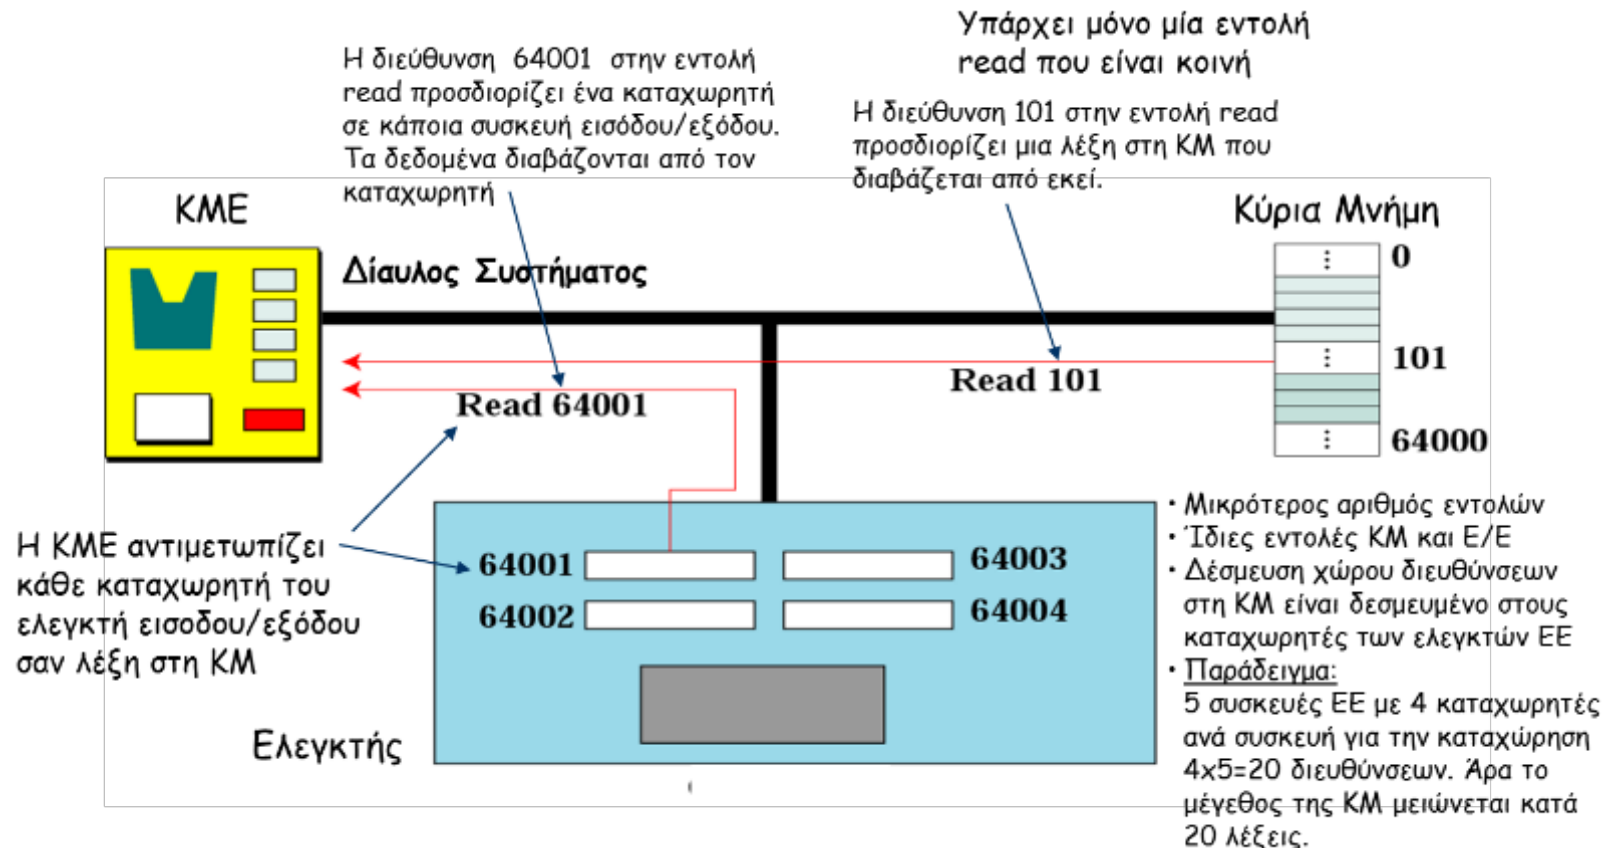 Υπάρχει μόνο μία εντολή
read που είναι κοινή
Η διεύθυνση 64001 στην εντολή
read προσδιορίζει ένα καταχωρητή
σε κάποια συσκευή εισόδου/εξόδου.
Τα δεδομένα διαβάζονται από τον
καταχωρητή
Η διεύθυνση 101 στην εντολή read
προσδιορίζει μια λέξη στη ΚΜ που
διαβάζεται από εκεί.
ΚΜΕ
Κύρια Μνήμη
Δίαυλος Συστήματος
0
101
64000
Read 101
Read 64001
Η ΚΜΕ αντιμετωπίζει
κάθε καταχωρητή του
ελεγκτή εισοδου/εξόδου
σαν λέξη στη ΚΜ
64001
64003
64002
64004
Ελεγκτής
• Μικρότερος αριθμός εντολών
• Ίδιες εντολές ΚΜ και Ε/Ε
• Δέσμευση χώρου διευθύνσεων
στη ΚΜ είναι δεσμευμένο στους
καταχωρητές των ελεγκτών ΕΕ
• Παράδειγμα:
5 συσκευές ΕΕ με 4 καταχωρητές
ανά συσκευή για την καταχώρηση
4x5=20 διευθύνσεων. Άρα το
μέγεθος της ΚΜ μειώνεται κατά
20 λέξεις.